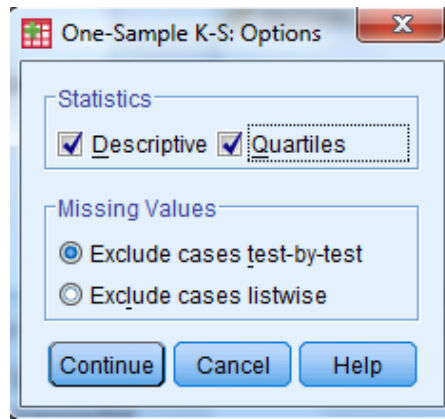 One-Sample K-S: Options
Statistics
Descriptive Quartiles
Missing Values
Exclude cases test-by-test
Exclude cases listwise
Continue Cancel Help